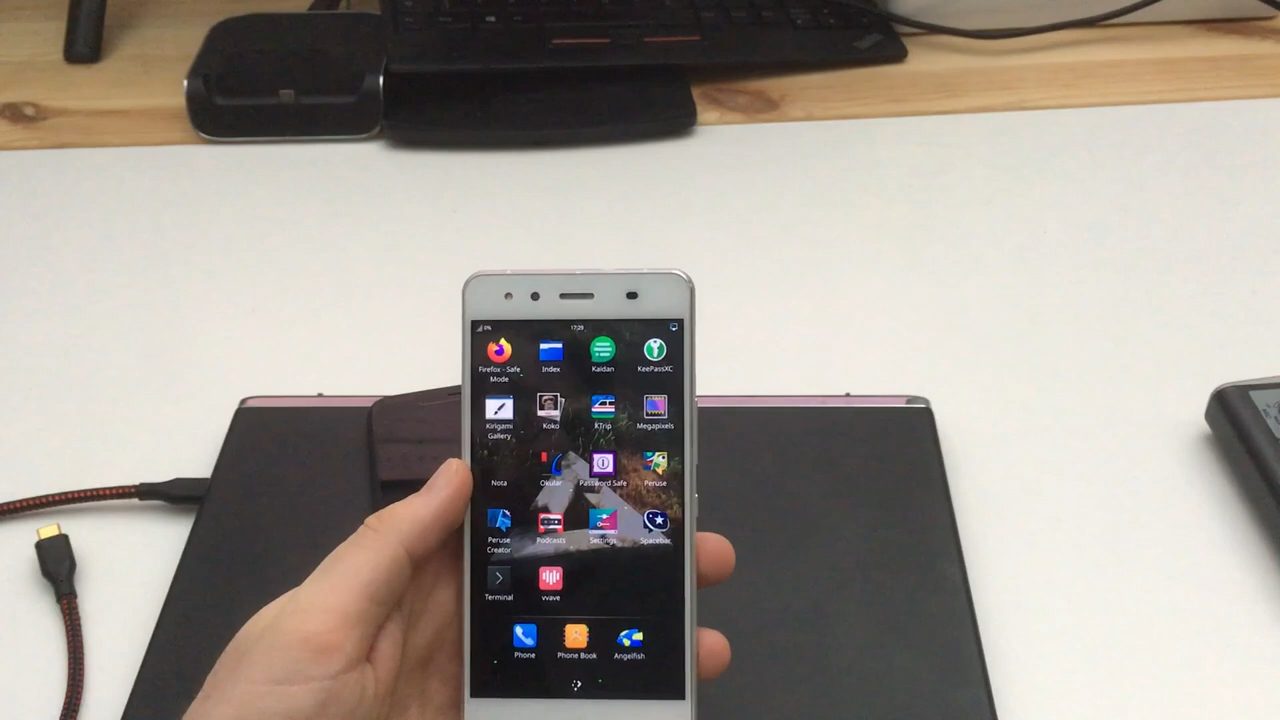 0%
17:29
Firefox - Safe
Mode
Index
Kaidan
KeePassXC
Kirigami
Gallery
Koko
KTrip
Megapixels
Nota
Okular
Password Safe
Peruse
Peruse
Creator
Podcasts
Settings
Spacebar
Terminal
vvave
Phone
Phone Book
Angelfish